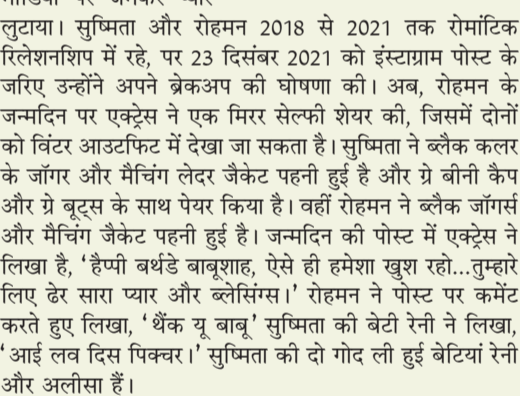 लुटाया। सुष्मिता और रोहमन 2018 से 2021 तक रोमांटिक
रिलेशनशिप में रहे, पर 23 दिसंबर 2021 को इंस्टाग्राम पोस्ट के
जरिए उन्होंने अपने ब्रेकअप की घोषणा की। अब, रोहमन के
जन्मदिन पर एक्ट्रेस ने एक मिरर सेल्फी शेयर की, जिसमें दोनों
को विंटर आउटफिट में देखा जा सकता है। सुष्मिता ने ब्लैक कलर
के जॉगर और मैचिंग लेदर जैकेट पहनी हुई है और ग्रे बीनी कैप
और ग्रे बूट्स के साथ पेयर किया है। वहीं रोहमन ने ब्लैक जॉगर्स
और मैचिंग जैकेट पहनी हुई है। जन्मदिन की पोस्ट में एक्ट्रेस ने
लिखा है, ‘हैप्पी बर्थडे बाबूशाह, ऐसे ही हमेशा खुश रहो...तुम्हारे
लिए ढेर सारा प्यार और ब्लेसिंग्स।’ रोहमन ने पोस्ट पर कमेंट
करते हुए लिखा, ‘थैंक यू बाबू’ सुष्मिता की बेटी रेनी ने लिखा,
‘आई लव दिस पिक्चर।’ सुष्मिता की दो गोद ली हुई बेटियां रेनी
और अलीसा हैं।